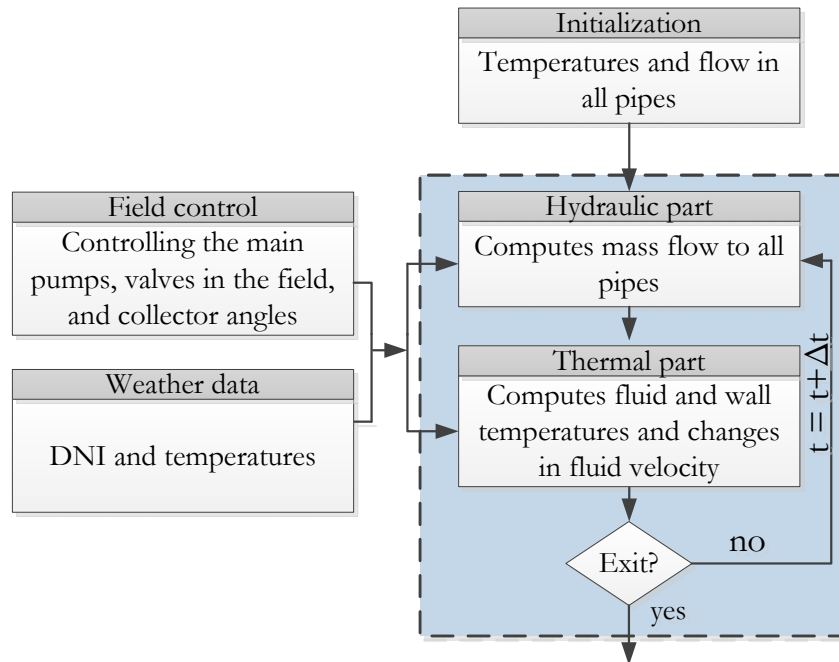 Initialization
Temperatures and flow in
all pipes
Field control
Controlling the main
pumps, valves in the field,
and collector angles
Weather data
DNI and temperatures
Hydraulic part
Computes mass flow to all
pipes
Thermal part
Computes fluid and wall
temperatures and changes
in fluid velocity
t = t+Δt
Exit?
no
yes